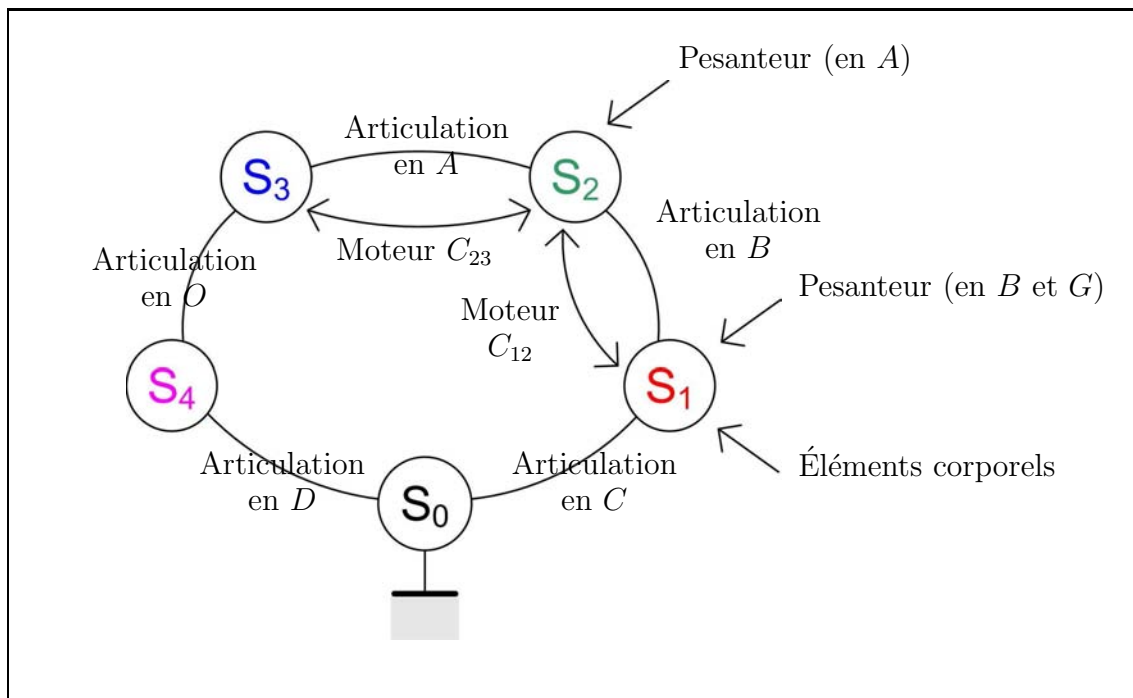 Pesanteur (en A)
Articulation
en A
S3
S2
Articulation
en B
Moteur C23
Articulation
en O
Pesanteur (en B et G)
Moteur
C12
S4
S1
Articulation
en D
Articulation
en C
Éléments corporels
S0